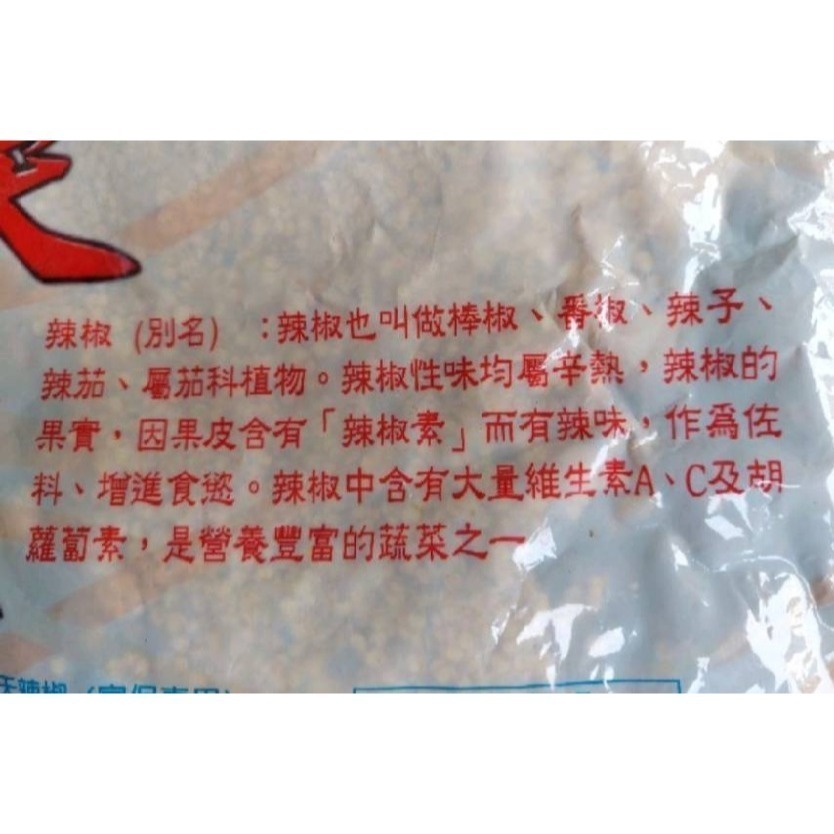 辣椒 (別名) :辣椒也叫做棒椒、番椒、辣子、
辣茄、屬茄科植物。辣椒性味均屬辛熱，辣椒的
果實，因果皮含有「辣椒素」而有辣味，作爲佐
料、增進食慾。辣椒中含有大量維生素A、C及胡
蘿蔔素，是營養豐富的蔬菜之一
辣椒